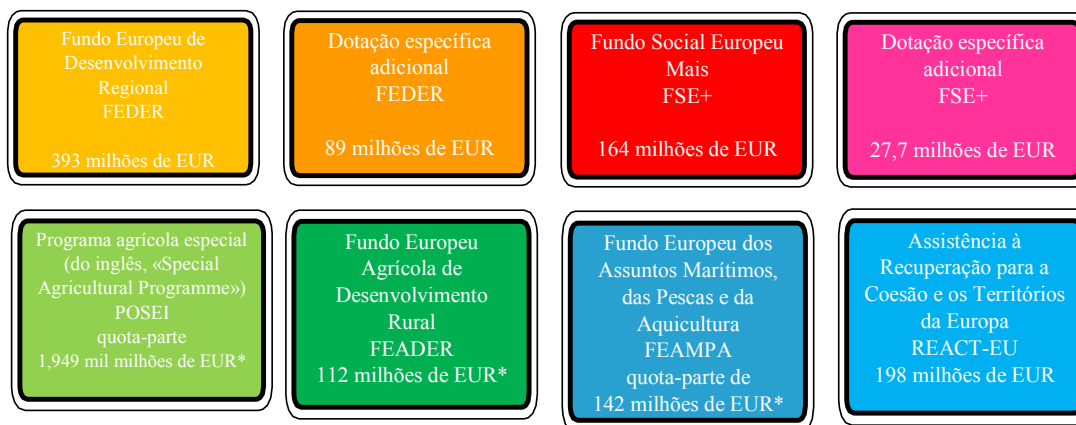 Fundo Europeu de
Desenvolvimento
Regional
FEDER
393 milhões de EUR
Dotação específica
adicional
FEDER
89 milhões de EUR
Fundo Social Europeu
Mais
FSE+
164 milhões de EUR
Dotação específica
adicional
FSE+
27,7 milhões de EUR
Programa agrícola especial
(do inglês, «Special
Agricultural Programme»)
POSEI
quota-parte
1,949 mil milhões de EUR*
Fundo Europeu
Agrícola de
Desenvolvimento
Rural
FEADER
112 milhões de EUR*
Fundo Europeu dos
Assuntos Marítimos,
das Pescas e da
Aquicultura
FEAMPA
quota-parte de
142 milhões de EUR*
Assistência à
Recuperação para a
Coesão e os Territórios
da Europa
REACT-EU
198 milhões de EUR